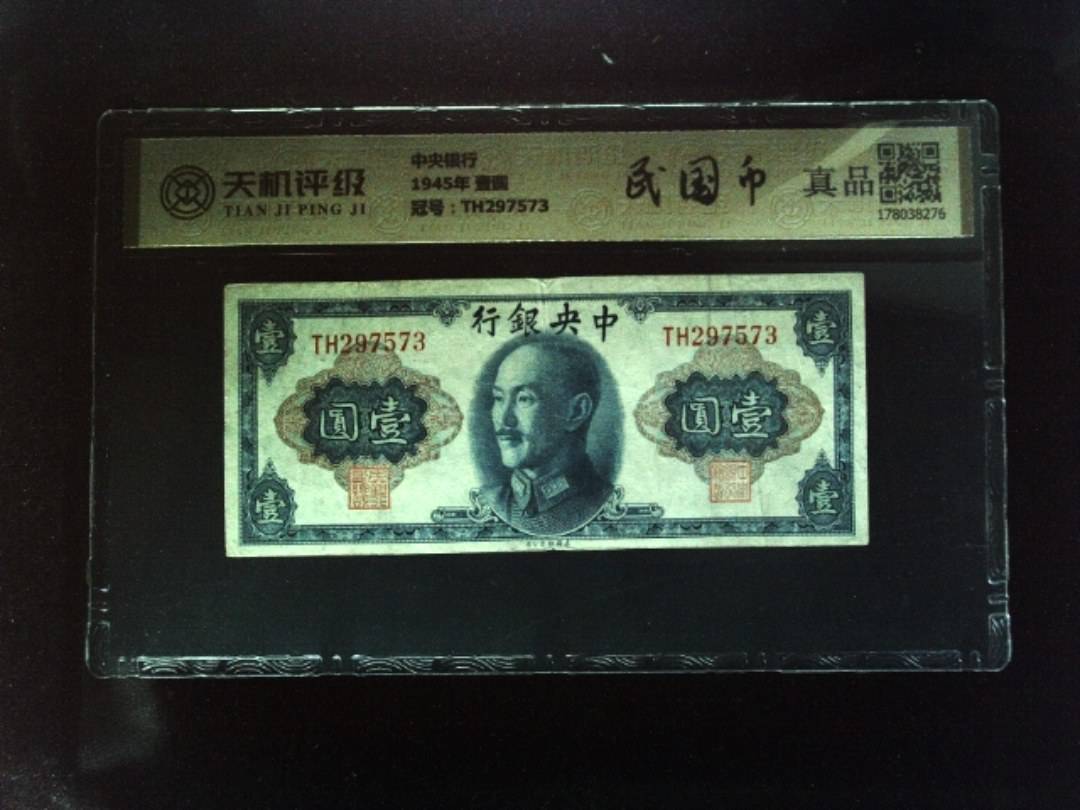 天机评级
TIAN JI PING JI
中央银行
1945年 壹圆
冠号：TH297573
民国币
真品
178038276
行銀央中
TH297573
TH297573
圓壹
圓壹
壹
壹
壹
壹